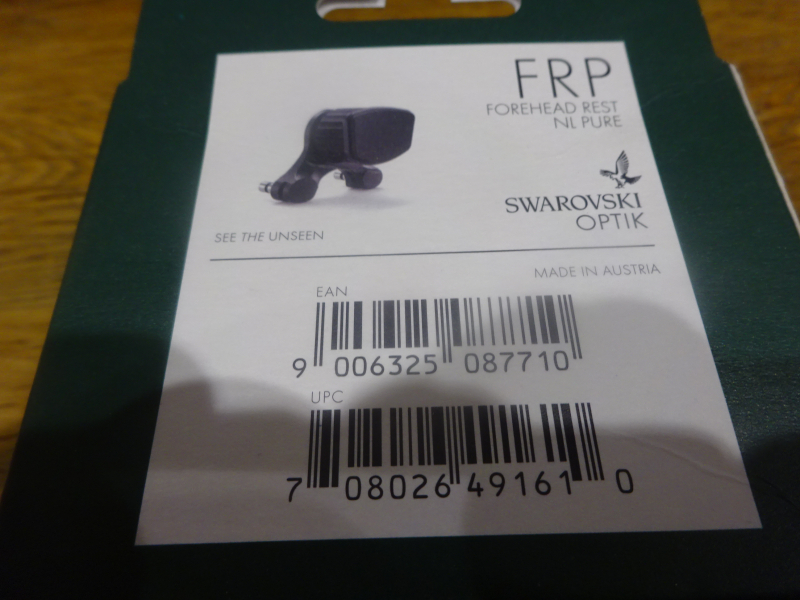 FRP
FOREHEAD REST
NL PURE
SWAROVSKI
OPTIK
SEE THE UNSEEN
MADE IN AUSTRIA
EAN
9 006325 087710
UPC
7 08026 49161 0